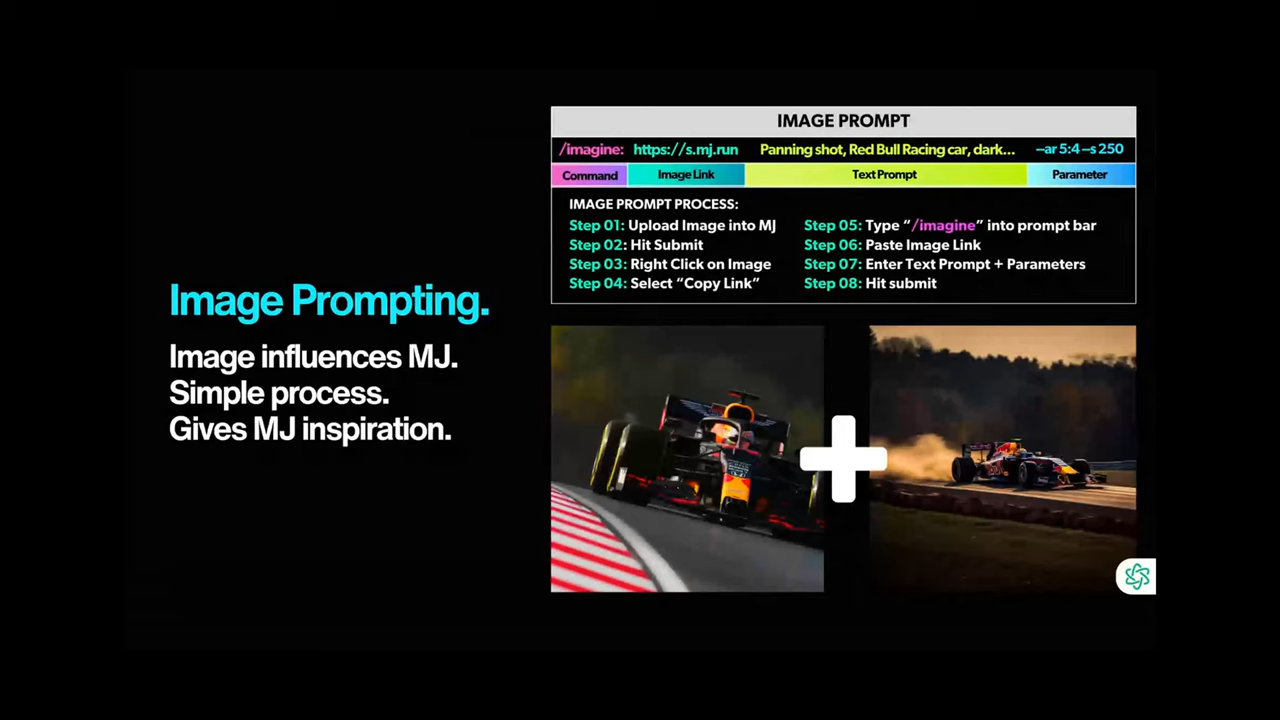 Image Prompting.
Image influences MJ.
Simple process.
Gives MJ inspiration.
IMAGE PROMPT
/imagine: https://s.mj.run Panning shot, Red Bull Racing car, dark... --ar 5:4 --s 250
Command Image Link Text Prompt Parameter
IMAGE PROMPT PROCESS:
Step 01: Upload Image into MJ
Step 02: Hit Submit
Step 03: Right Click on Image
Step 04: Select “Copy Link”
Step 05: Type “/imagine” into prompt bar
Step 06: Paste Image Link
Step 07: Enter Text Prompt + Parameters
Step 08: Hit submit